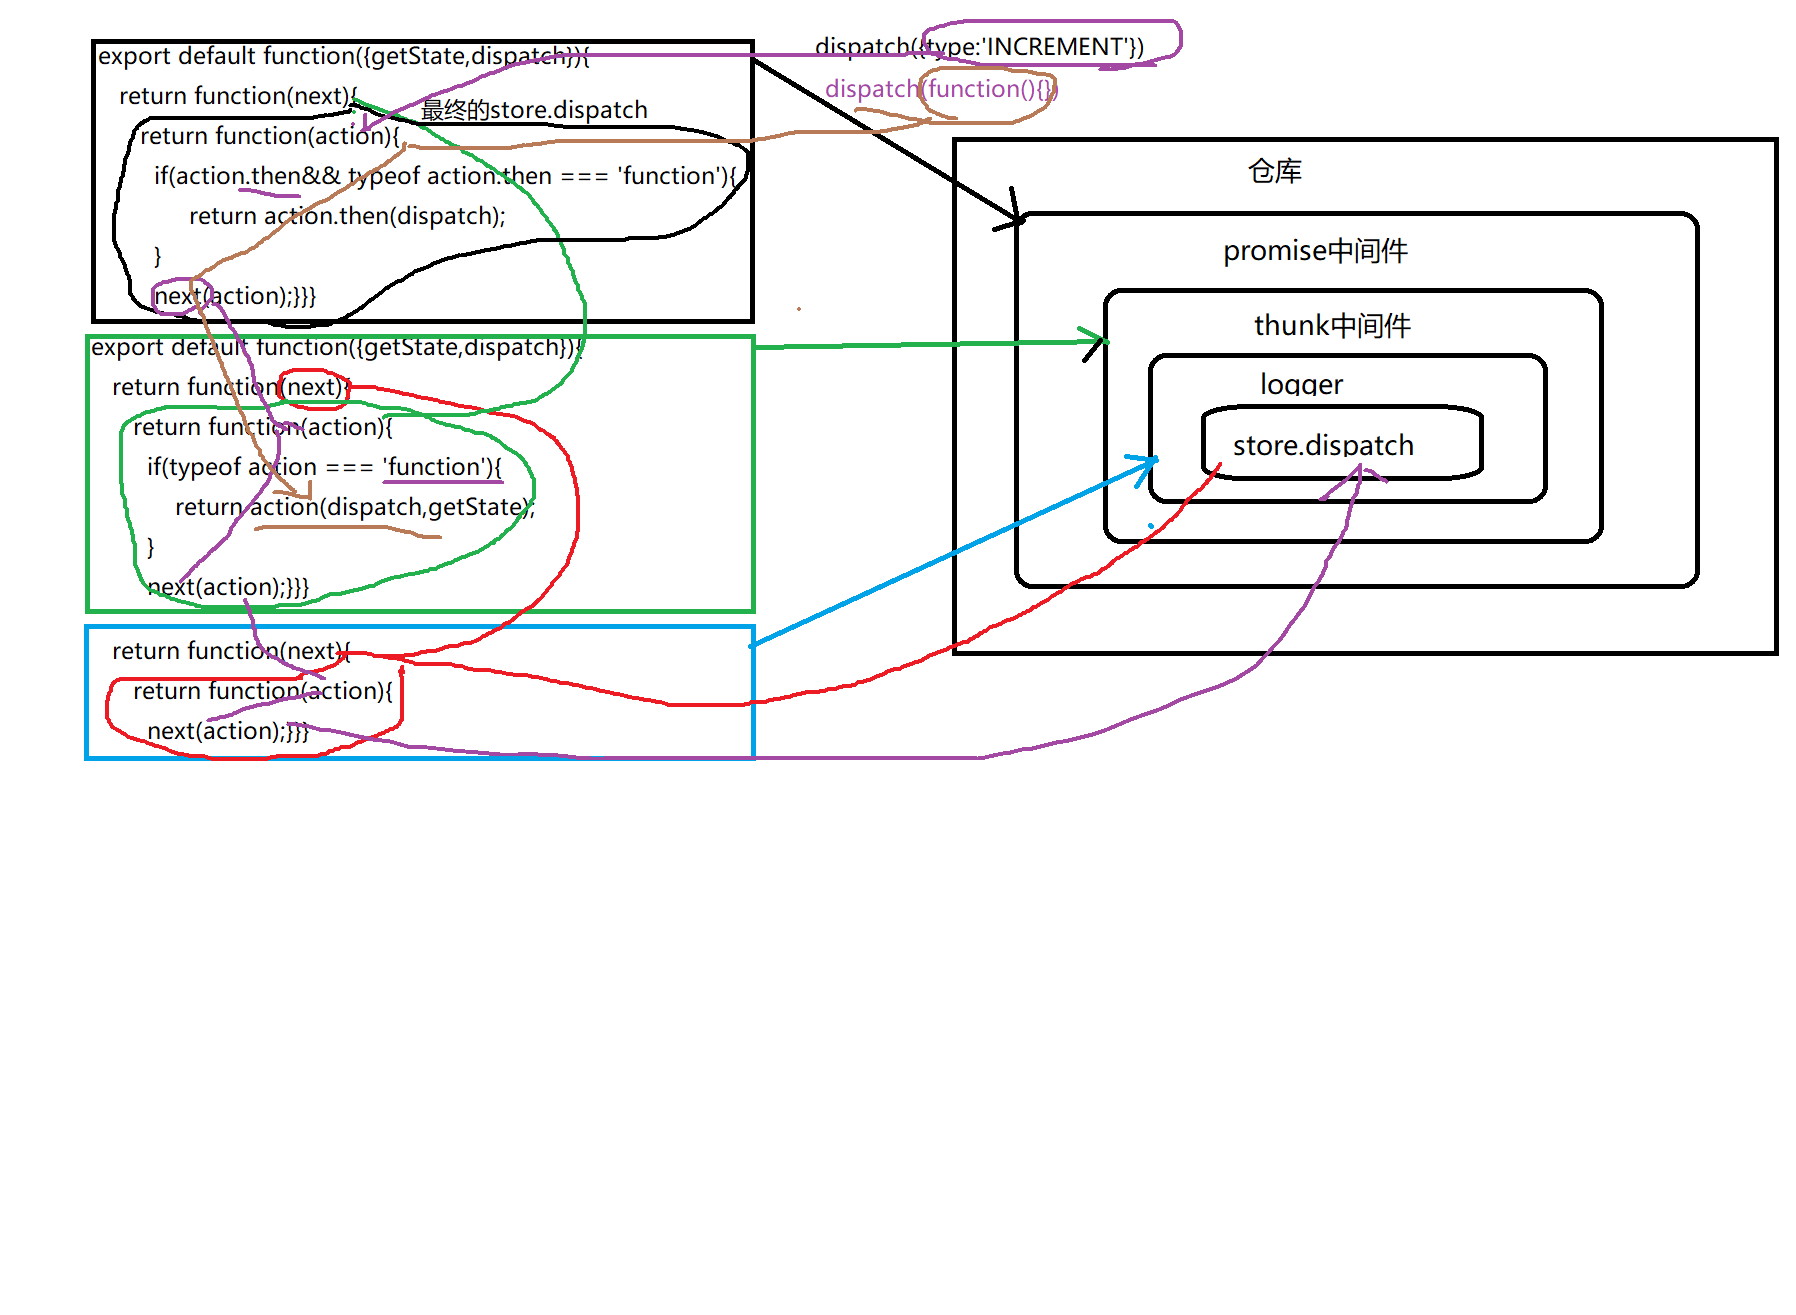 export default function({getState,dispatch}){
return function(next){
最终的store.dispatch
return function(action){
if(action.then&& typeof action.then === 'function'){
return action.then(dispatch);
}
next(action);}}}
export default function({getState,dispatch}){
return function(next){
return function(action){
if(typeof action === 'function'){
return action(dispatch,getState);
}
next(action);}}}
return function(next){
return function(action){
next(action);}}}
dispatch({type:'INCREMENT'})
dispatch(function(){})
仓库
promise中间件
thunk中间件
logger
store.dispatch